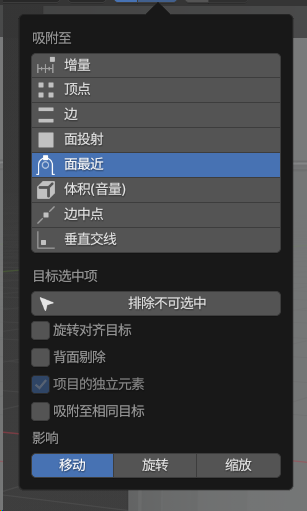 吸附至
增量
顶点
边
面投射
面最近
体积(音量)
边中点
垂直交线
目标选中项
排除不可选中
旋转对齐目标
背面剔除
项目的独立元素
吸附至相同目标
影响
移动 旋转 缩放